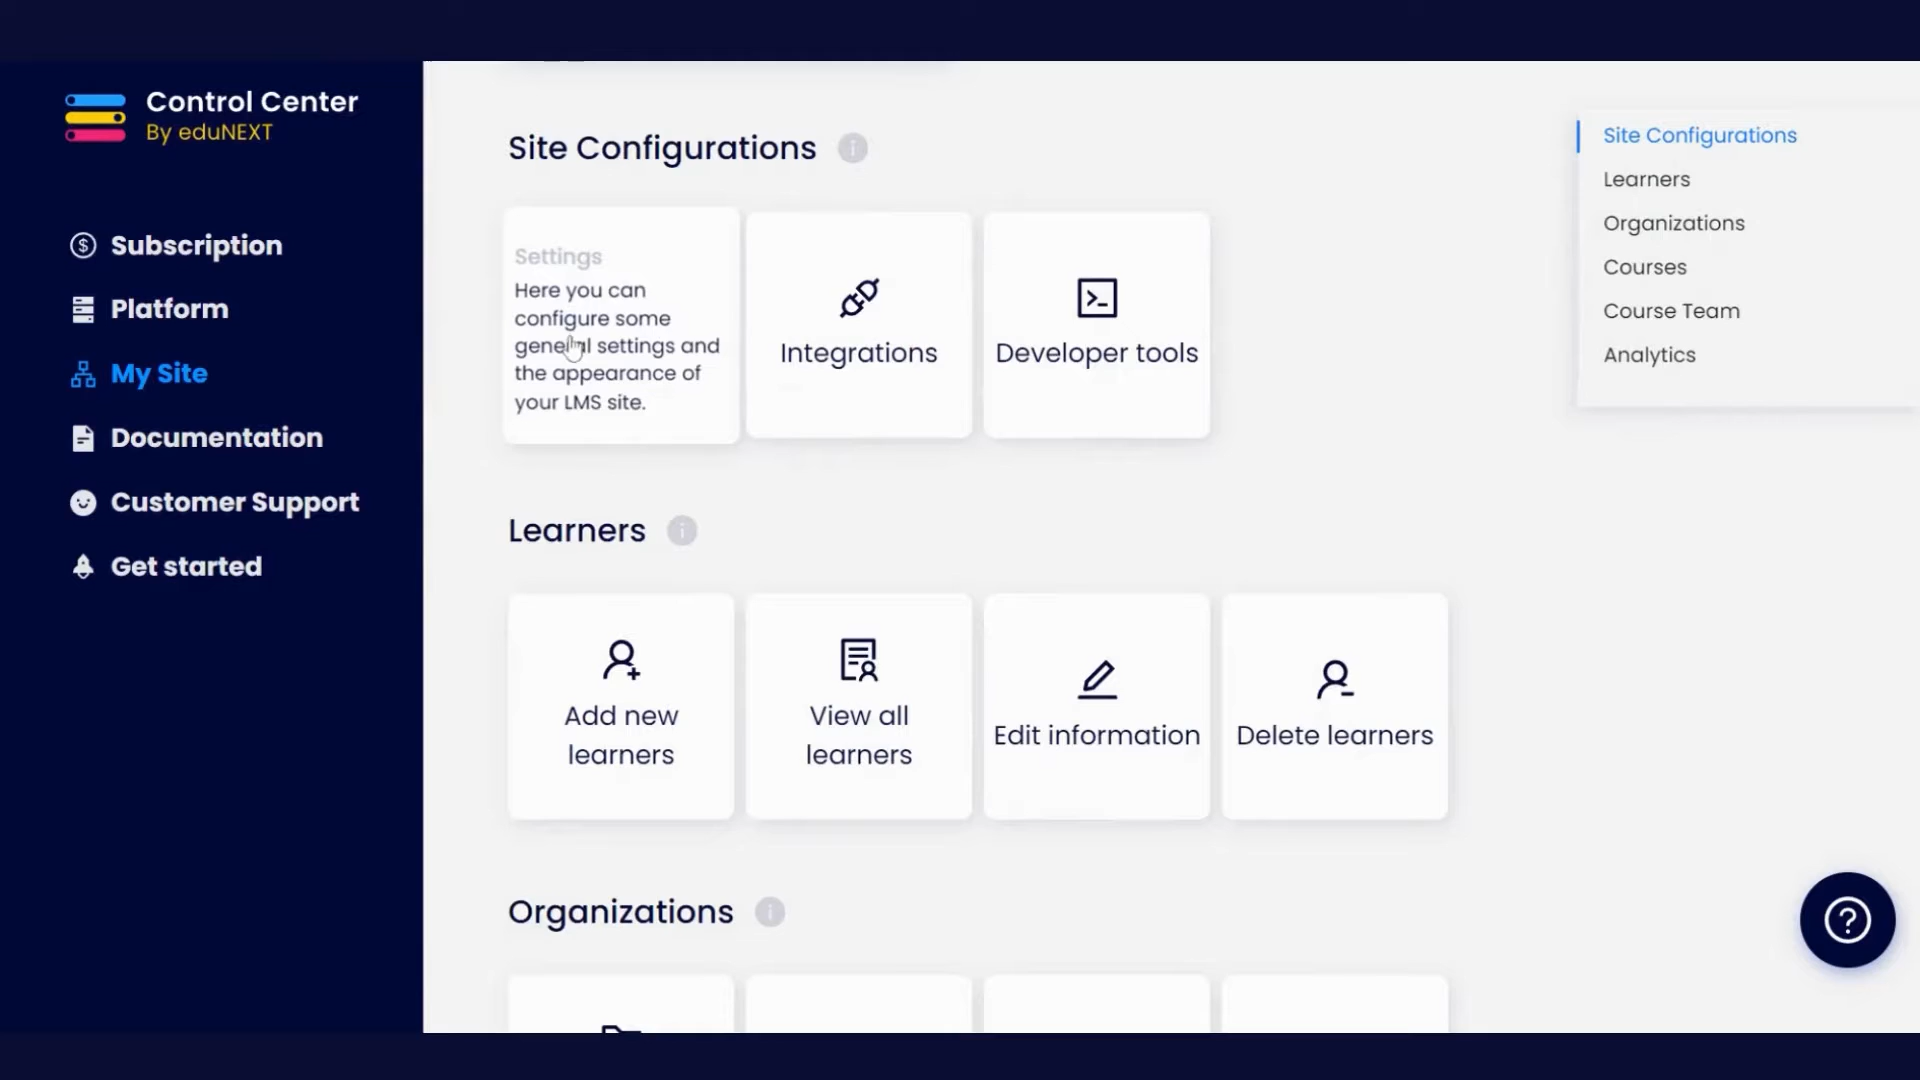 Control Center
By eduNEXT
Subscription
Platform
My Site
Documentation
Customer Support
Get started
Site Configurations
Settings
Here you can
configure some
general settings and
the appearance of
your LMS site.
Integrations
Developer tools
Learners
Add new
learners
View all
learners
Edit information
Delete learners
Organizations
Site Configurations
Learners
Organizations
Courses
Course Team
Analytics